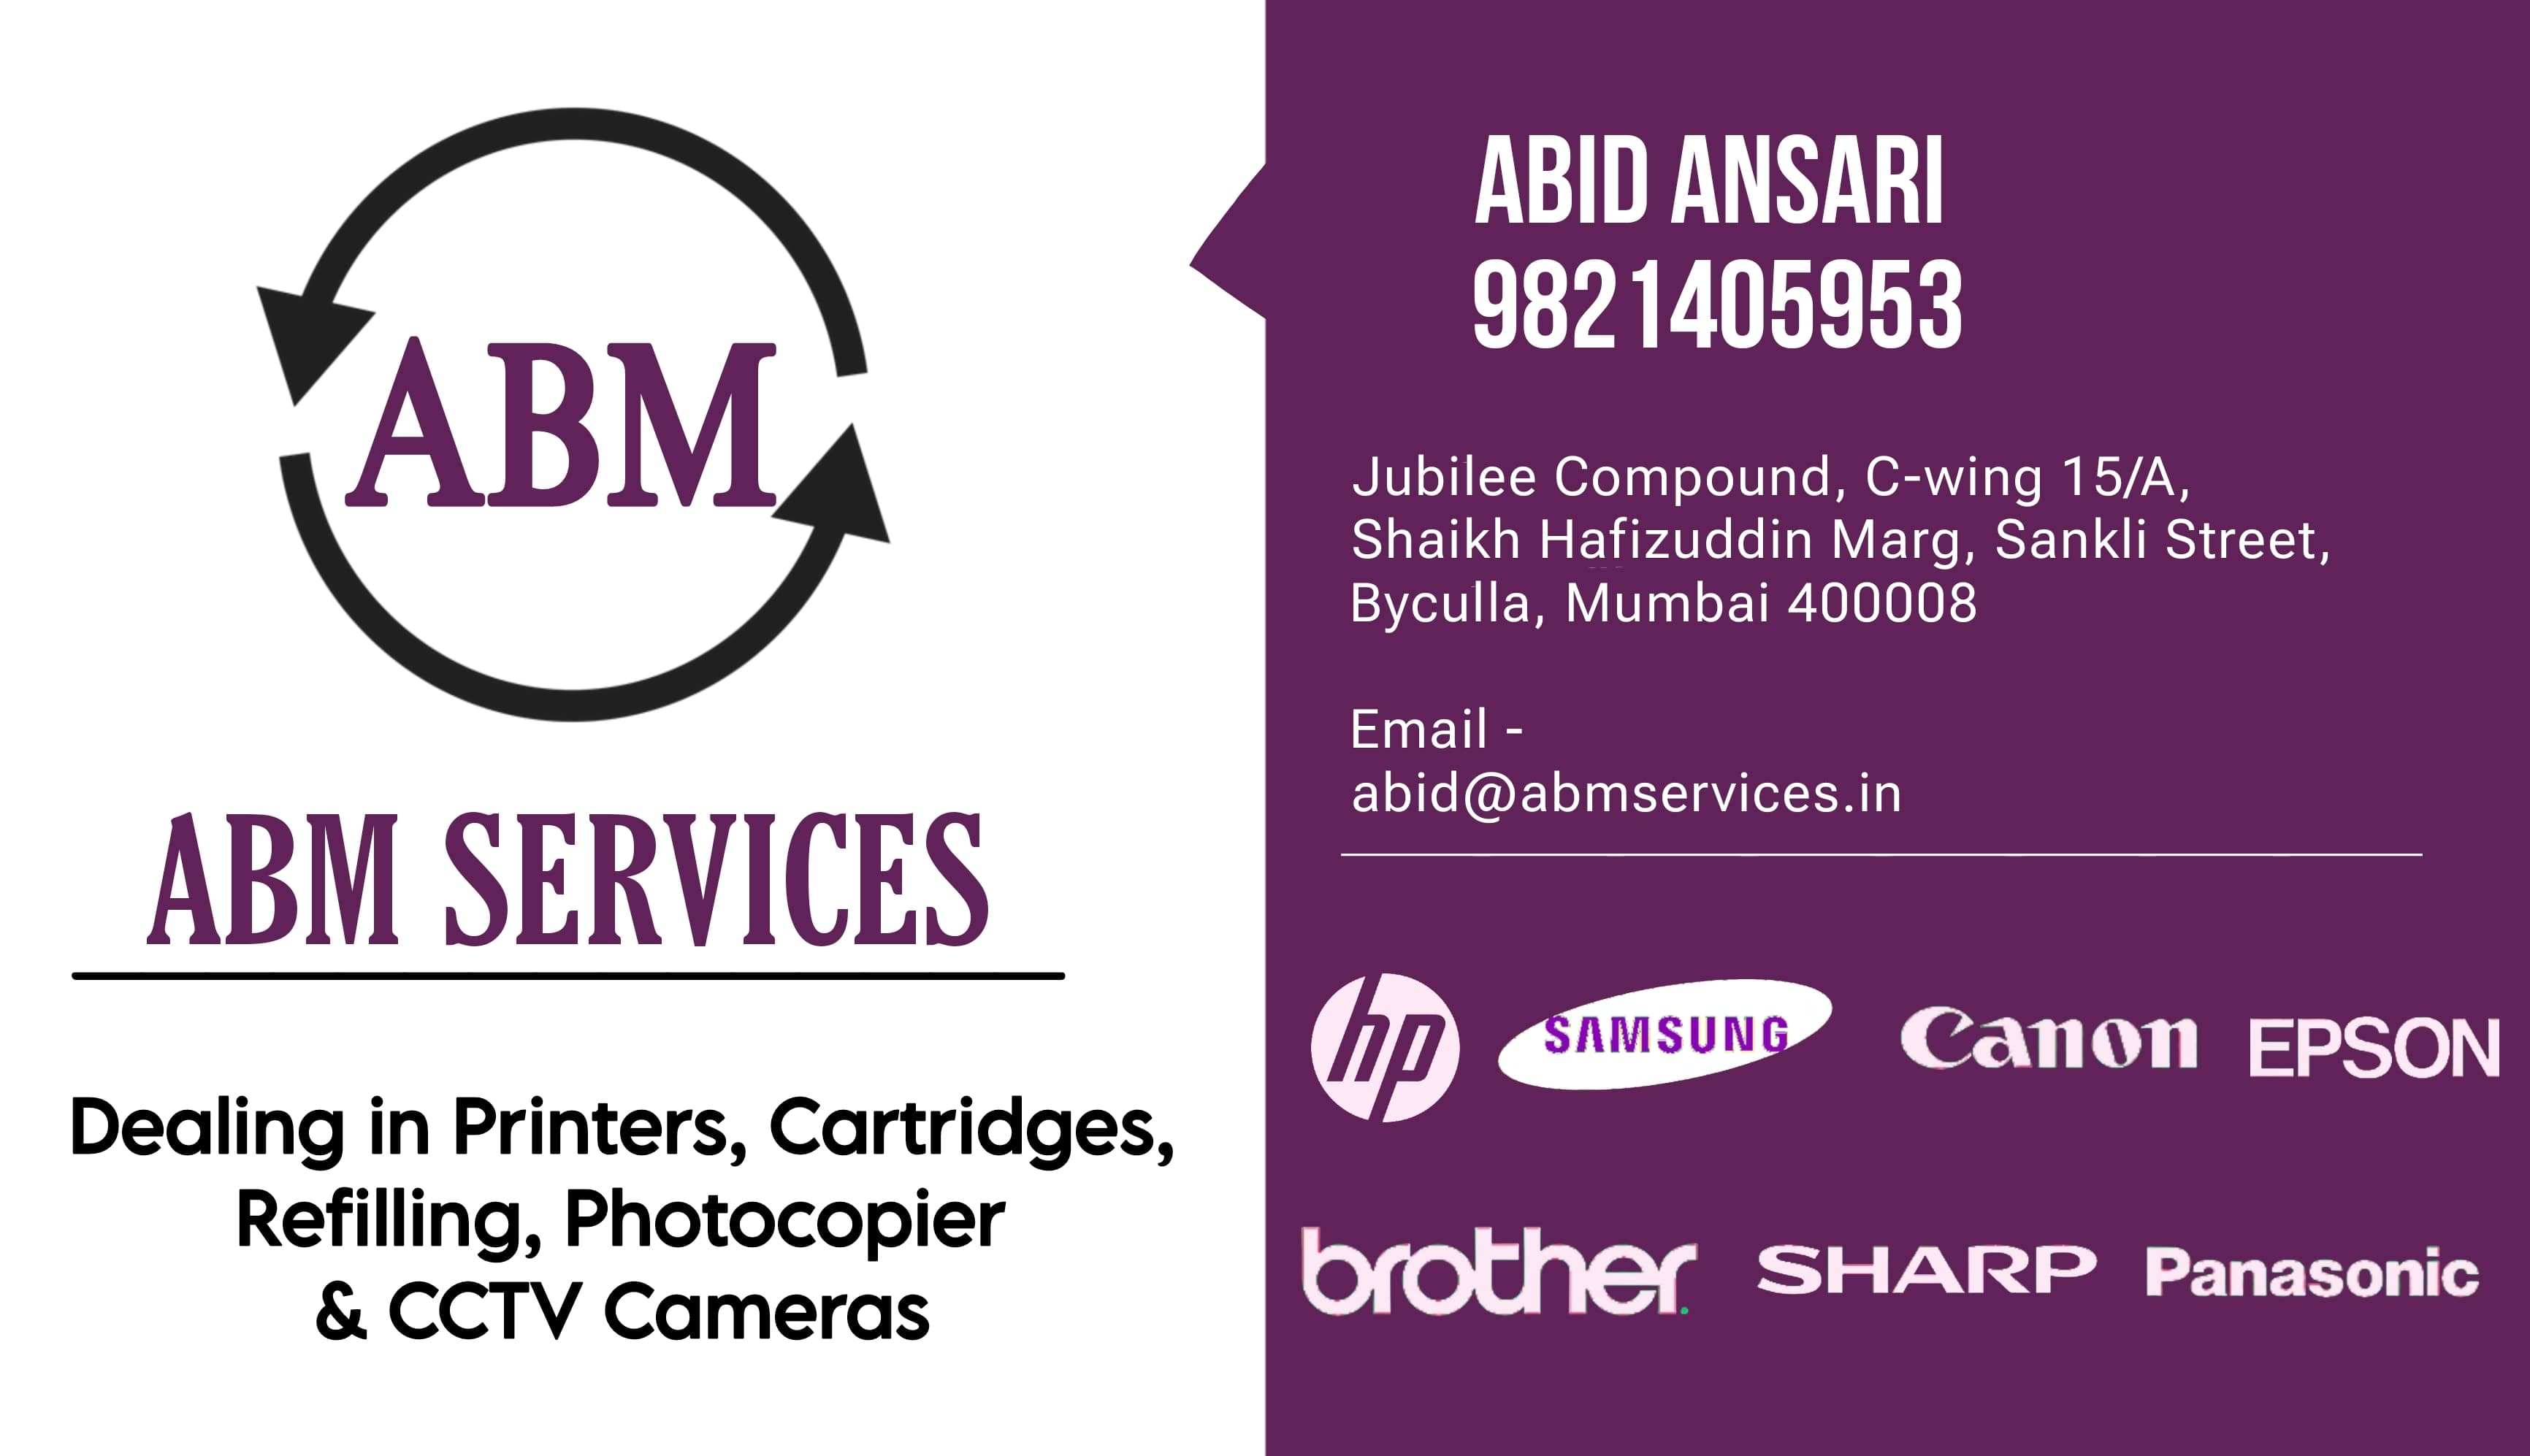 ABM
ABM SERVICES
Dealing in Printers, Cartridges,
Refilling, Photocopier
& CCTV Cameras
ABID ANSARI
9821405953
Jubilee Compound, C-wing 15/A,
Shaikh Hafizuddin Marg, Sankli Street,
Byculla, Mumbai 400008
Email -
abid@abmservices.in
hp SAMSUNG Canon EPSON
brother. SHARP Panasonic